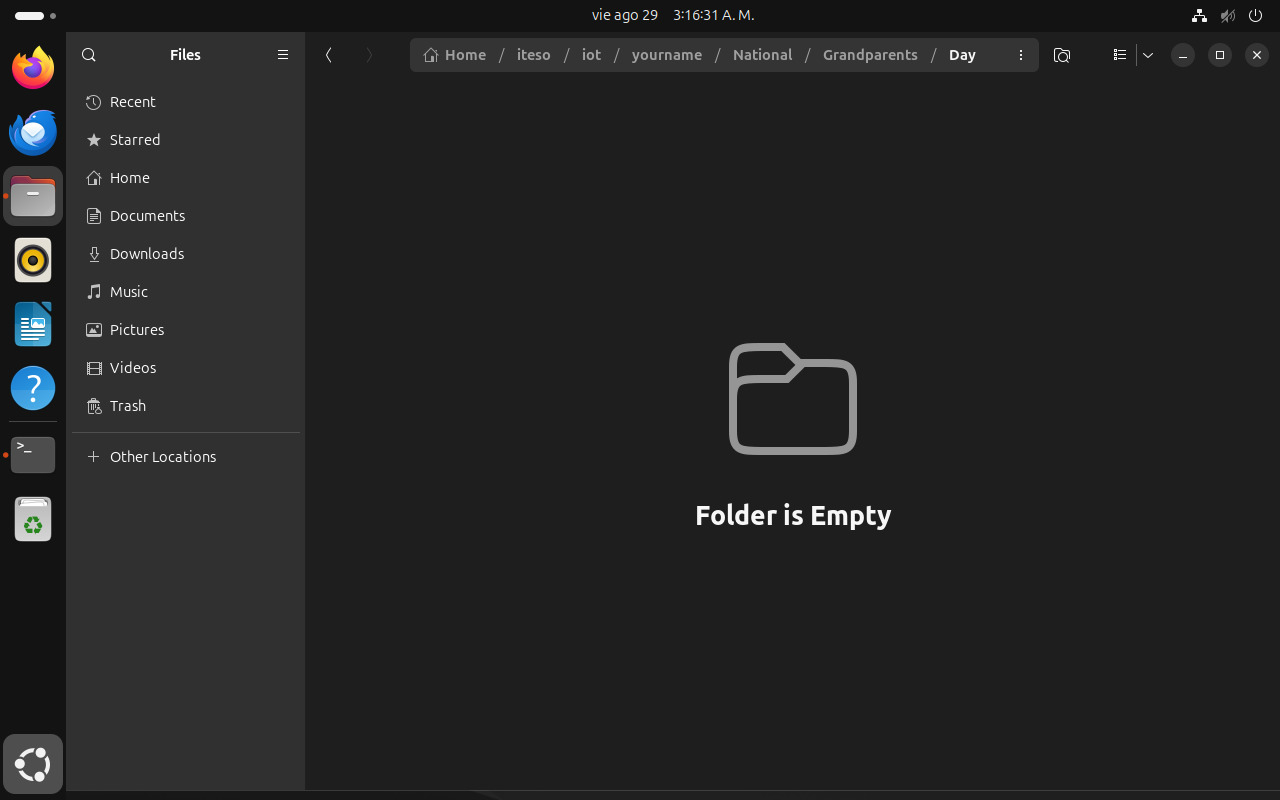 vie ago 29 3:16:31 A. M.
Files
Home / iteso / iot / yourname / National / Grandparents / Day
Recent
Starred
Home
Documents
Downloads
Music
Pictures
Videos
Trash
Other Locations
>_
?
Folder is Empty